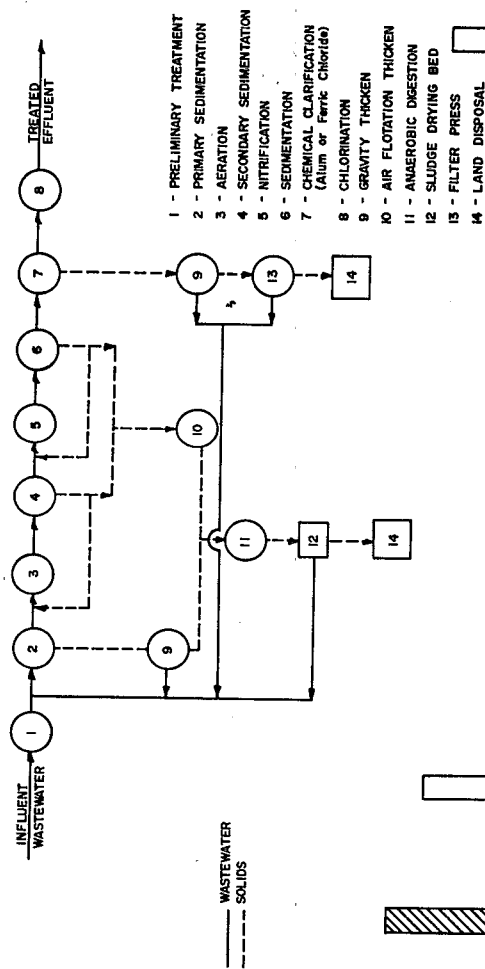 INFLUENT
WASTEWATER
1
2
3
4
5
6
7
8
TREATED
EFFLUENT
9
10
9
11
13
12
14
14
WASTEWATER
SOLIDS
1 - PRELIMINARY TREATMENT
2 - PRIMARY SEDIMENTATION
3 - AERATION
4 - SECONDARY SEDIMENTATION
5 - NITRIFICATION
6 - SEDIMENTATION
7 - CHEMICAL CLARIFICATION
(Alum or Ferric Chloride)
8 - CHLORINATION
9 - GRAVITY THICKEN
10 - AIR FLOTATION THICKEN
11 - ANAEROBIC DIGESTION
12 - SLUDGE DRYING BED
13 - FILTER PRESS
14 - LAND DISPOSAL